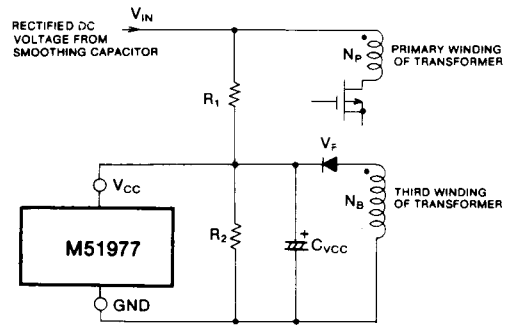 RECTIFIED DC
VOLTAGE FROM
SMOOTHING CAPACITOR
VIN
NP
PRIMARY WINDING
OF TRANSFORMER
R1
VF
VCC
NB
THIRD WINDING
OF TRANSFORMER
R2
+
CVCC
M51977
GND